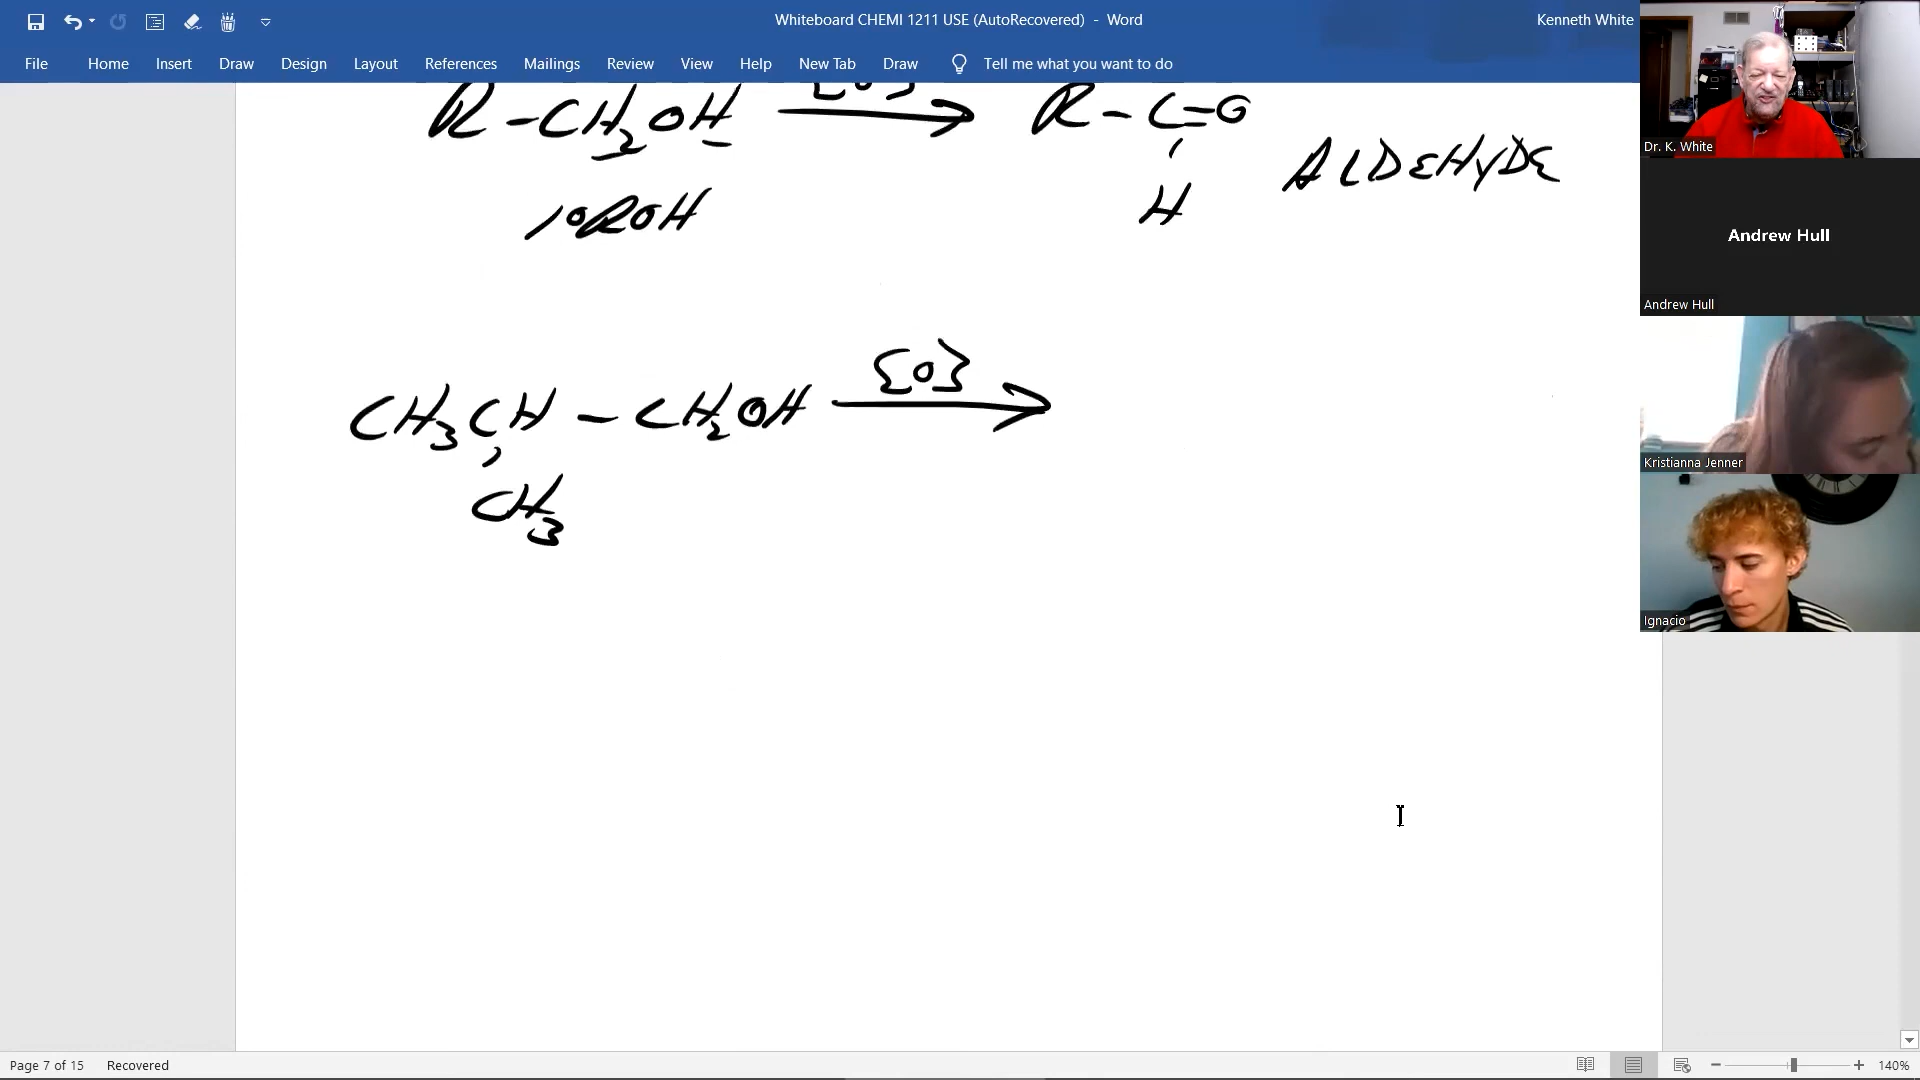 Whiteboard CHEMI 1211 USE (AutoRecovered) - Word
Kenneth White
File Home Insert Draw Design Layout References Mailings Review View Help New Tab Draw Tell me what you want to do
R-CH2OH [O] → R-C=O
H
ALDEHYDE
1°ROH
CH3CH-CH2OH {O} →
CH3
Dr. K. White
Andrew Hull
Andrew Hull
Kristianna Jenner
Ignacio
Page 7 of 15 Recovered
140%